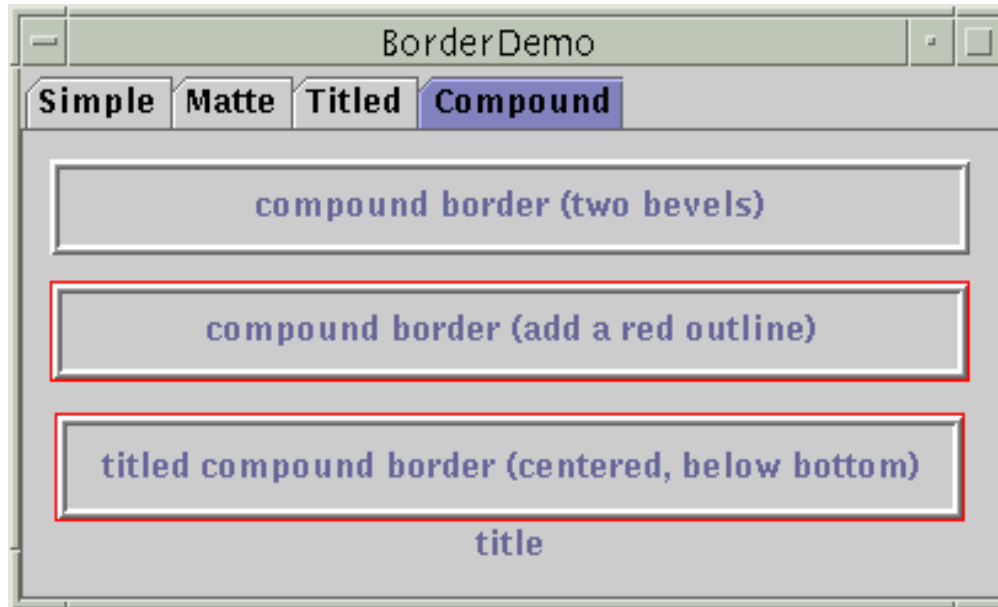 BorderDemo
Simple Matte Titled Compound
compound border (two bevels)
compound border (add a red outline)
titled compound border (centered, below bottom)
title